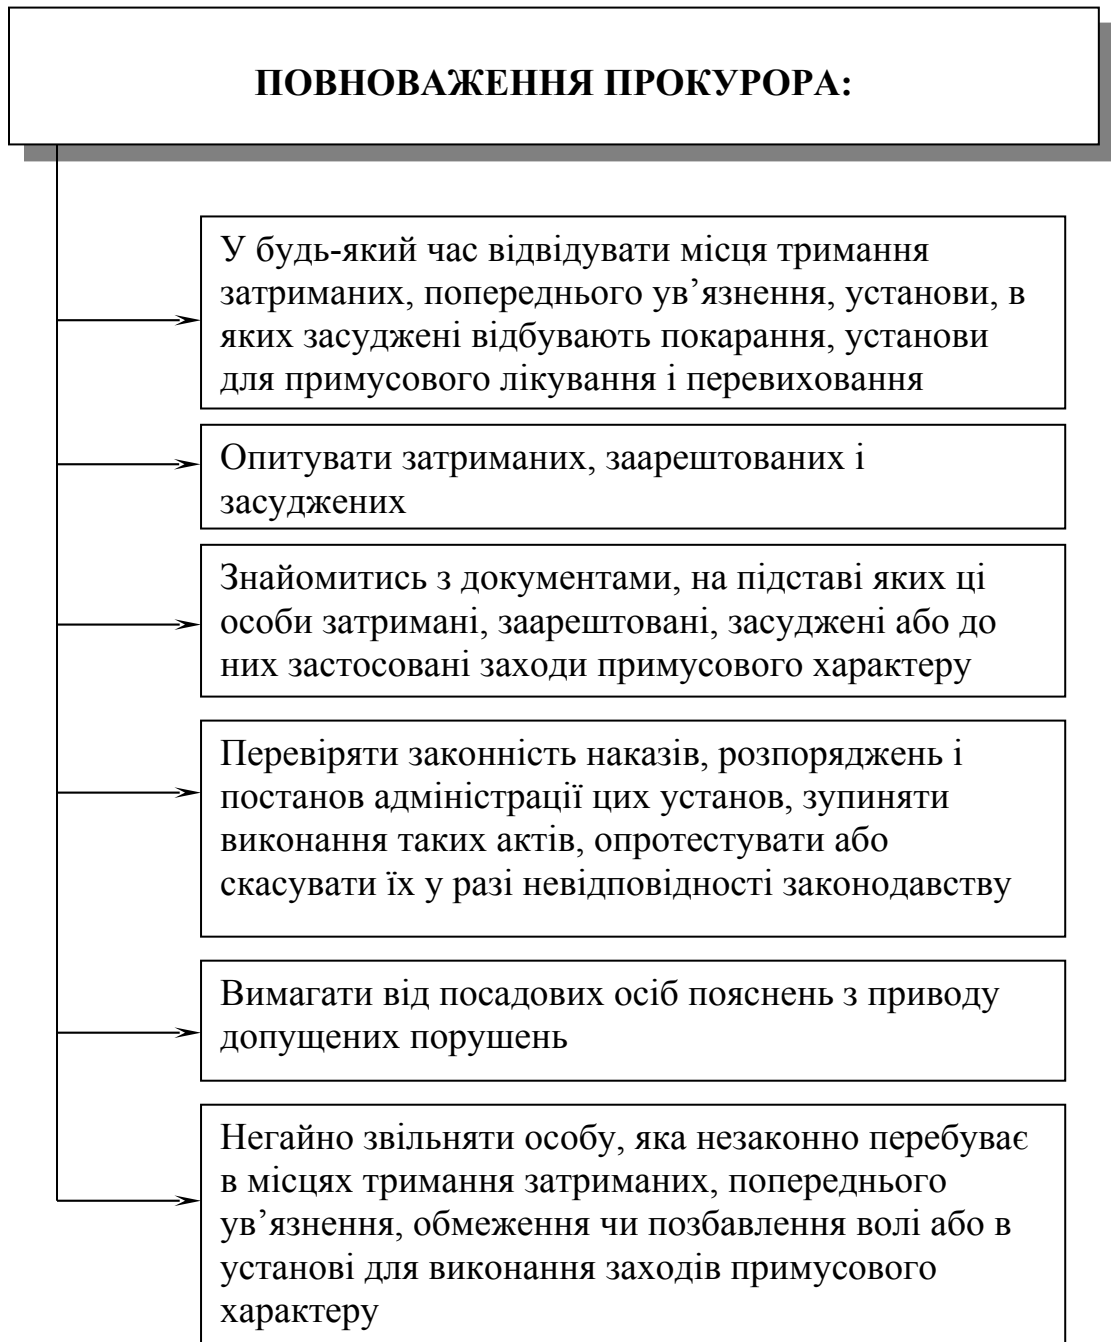 ПОВНОВАЖЕННЯ ПРОКУРОРА:
У будь-який час відвідувати місця тримання
затриманих, попереднього ув’язнення, установи, в
яких засуджені відбувають покарання, установи
для примусового лікування і перевиховання
Опитувати затриманих, заарештованих і
засуджених
Знайомитись з документами, на підставі яких ці
особи затримані, заарештовані, засуджені або до
них застосовані заходи примусового характеру
Перевіряти законність наказів, розпоряджень і
постанов адміністрації цих установ, зупиняти
виконання таких актів, опротестувати або
скасувати їх у разі невідповідності законодавству
Вимагати від посадових осіб пояснень з приводу
допущених порушень
Негайно звільняти особу, яка незаконно перебуває
в місцях тримання затриманих, попереднього
ув’язнення, обмеження чи позбавлення волі або в
установі для виконання заходів примусового
характеру